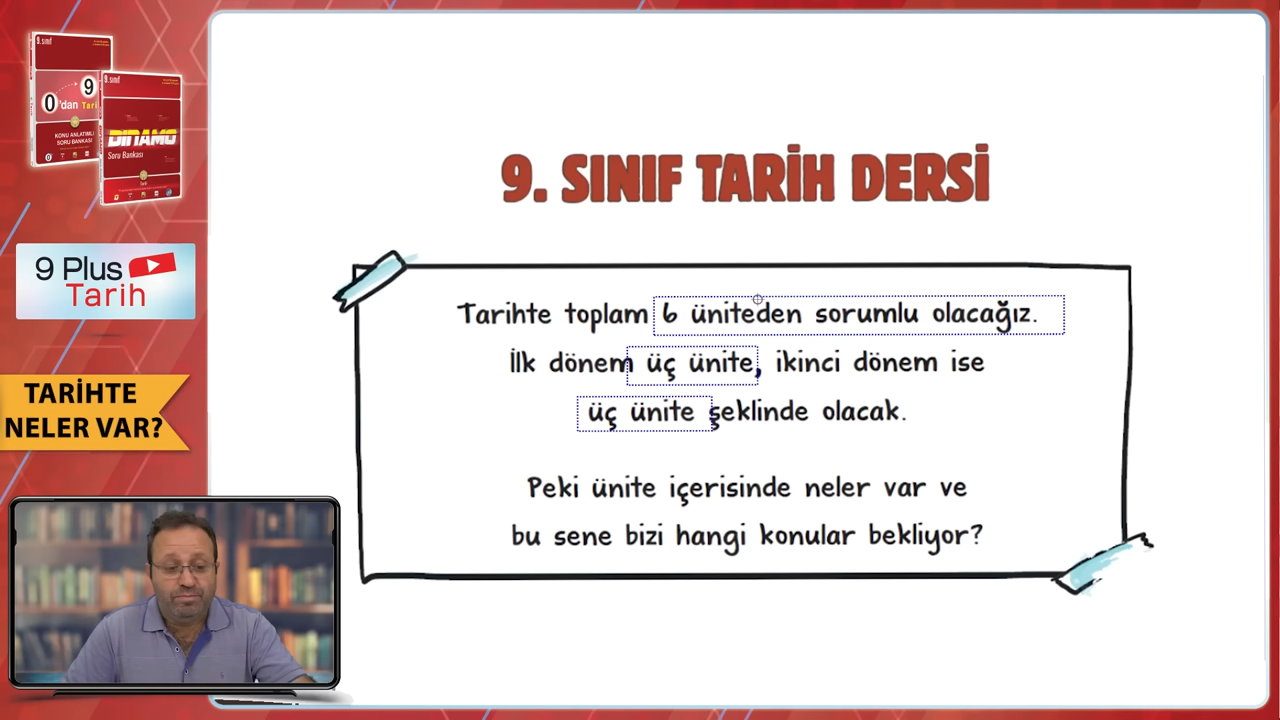 9. sınıf
0'dan 9 Tari
KONU ANLATIMLI
SORU BANKASI
9.sınıf
DİNAMO
Soru Bankası
Tarih
9 Plus
Tarih
TARİHTE
NELER VAR?
9. SINIF TARİH DERSİ
Tarihte toplam 6 üniteden sorumlu olacağız.
İlk dönem üç ünite, ikinci dönem ise
üç ünite şeklinde olacak.
Peki ünite içerisinde neler var ve
bu sene bizi hangi konular bekliyor?